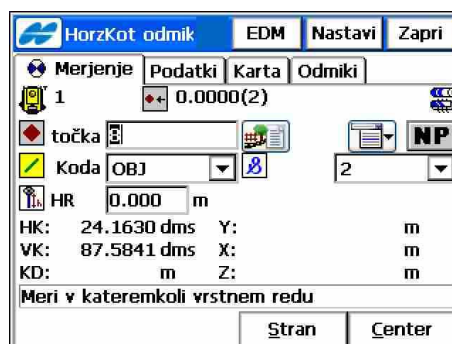 HorzKot odmik EDM Nastavi Zapri
Merjenje Podatki Karta Odmiki
1 0.0000(2)
točka NP
Koda OBJ 2
HR 0.000 m
HK: 24.1630 dms Y: m
VK: 87.5841 dms X: m
KD: m Z: m
Meri v kateremkoli vrstnem redu
Stran Center